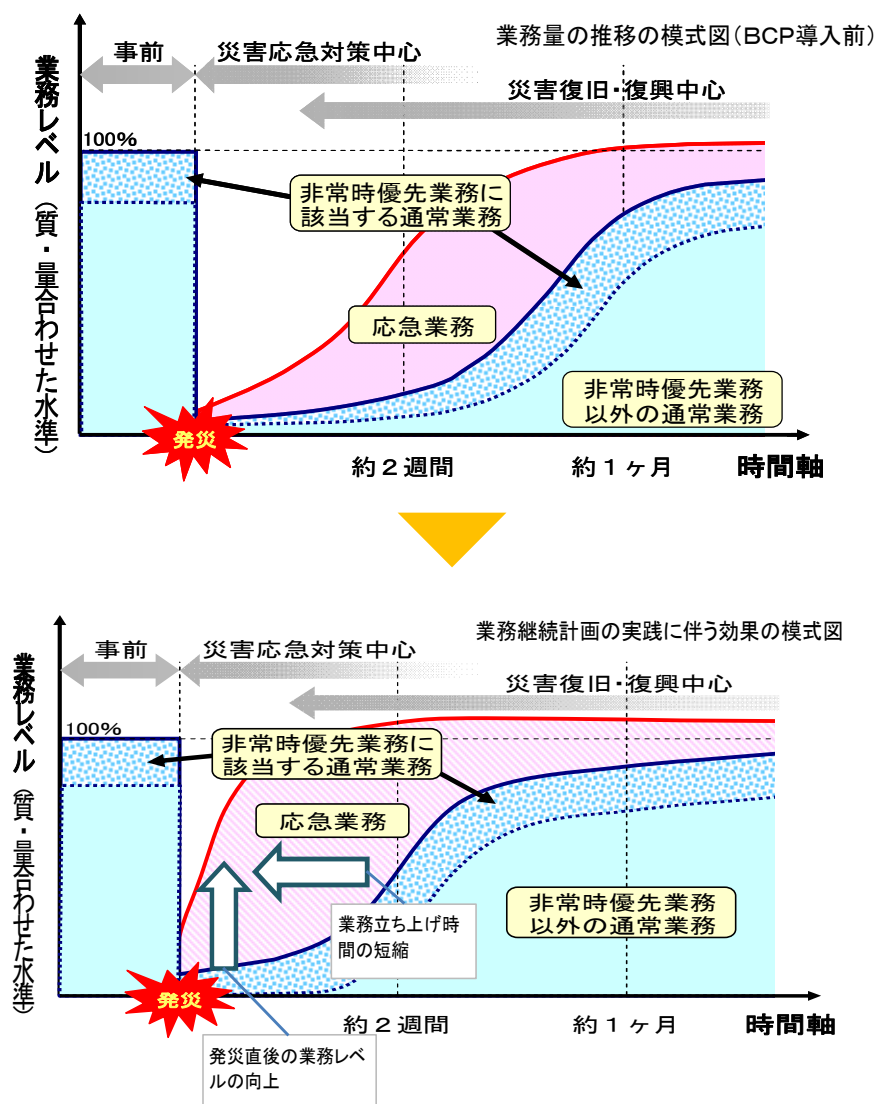 業務量の推移の模式図(BCP導入前)
事前
災害応急対策中心
災害復旧・復興中心
業務レベル(質・量合わせた水準)
100%
非常時優先業務に
該当する通常業務
応急業務
非常時優先業務
以外の通常業務
発災
約2週間
約1ヶ月
時間軸
業務継続計画の実践に伴う効果の模式図
事前
災害応急対策中心
災害復旧・復興中心
業務レベル(質・量合わせた水準)
100%
非常時優先業務に
該当する通常業務
応急業務
業務立ち上げ時
間の短縮
非常時優先業務
以外の通常業務
発災
約2週間
約1ヶ月
時間軸
発災直後の業務レベ
ルの向上